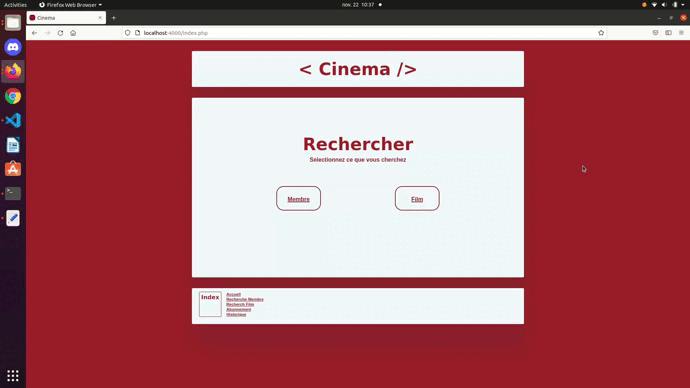 Activities
Firefox Web Browser
nov. 22 10:37
Cinema
localhost:4000/index.php
< Cinema />
Rechercher
Selectionnez ce que vous cherchez
Membre
Film
Index
Accueil
Recherche Membre
Recherch Film
Abonnement
Historique